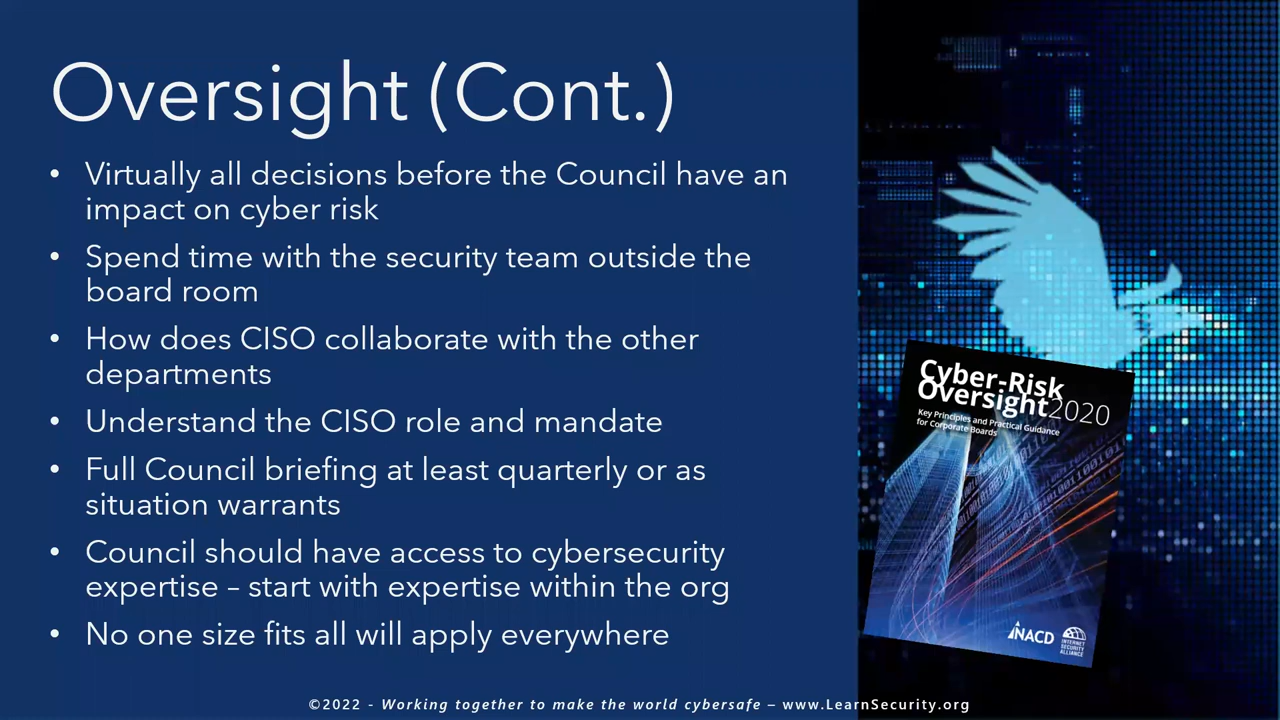 Oversight (Cont.)
• Virtually all decisions before the Council have an
impact on cyber risk
• Spend time with the security team outside the
board room
• How does CISO collaborate with the other
departments
• Understand the CISO role and mandate
• Full Council briefing at least quarterly or as
situation warrants
• Council should have access to cybersecurity
expertise – start with expertise within the org
• No one size fits all will apply everywhere
Cyber-Risk
Oversight2020
Key Principles and Practical Guidance
for Corporate Boards
NACD
INTERNET
SECURITY
ALLIANCE
©2022 - Working together to make the world cybersafe – www.LearnSecurity.org